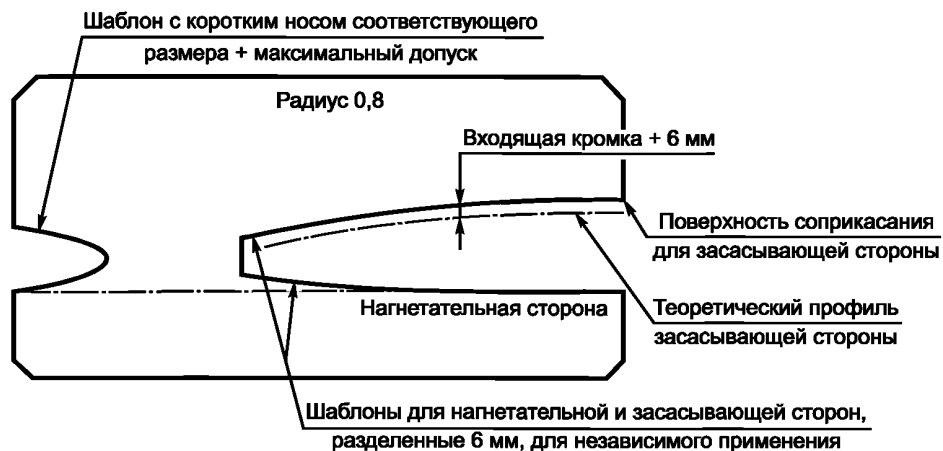 Шаблон с коротким носом соответствующего
размера + максимальный допуск
Радиус 0,8
Входящая кромка + 6 мм
Поверхность соприкасания
для засасывающей стороны
Нагнетательная сторона
Теоретический профиль
засасывающей стороны
Шаблоны для нагнетательной и засасывающей сторон,
разделенные 6 мм, для независимого применения